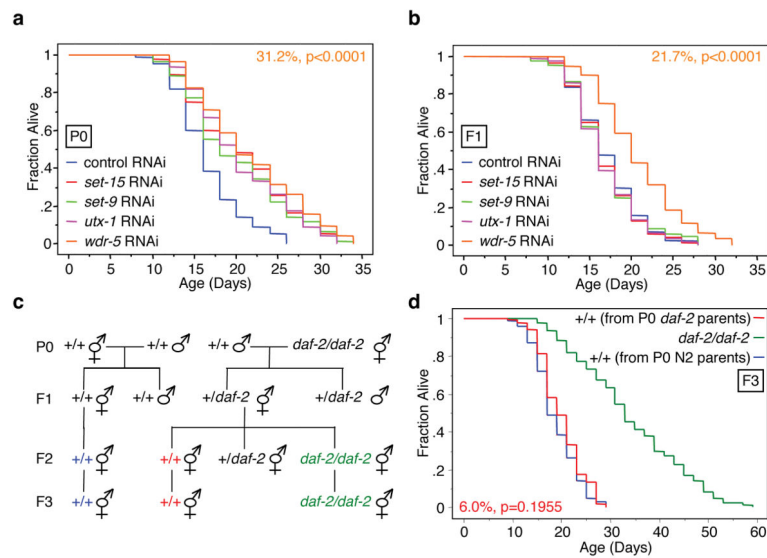 a
31.2%, p<0.0001
1
.8
.6
.4
.2
0
Fraction Alive
P0
control RNAi
set-15 RNAi
set-9 RNAi
utx-1 RNAi
wdr-5 RNAi
0 5 10 15 20 25 30 35
Age (Days)
b
21.7%, p<0.0001
1
.8
.6
.4
.2
0
Fraction Alive
F1
control RNAi
set-15 RNAi
set-9 RNAi
utx-1 RNAi
wdr-5 RNAi
0 5 10 15 20 25 30 35
Age (Days)
c
P0 +/+⚥ +/+♂ +/+♂ daf-2/daf-2⚥
F1 +/+⚥ +/+♂ +/daf-2⚥ +/daf-2♂
F2 +/+⚥ +/+⚥ +/daf-2⚥ daf-2/daf-2⚥
F3 +/+⚥ +/+⚥ daf-2/daf-2⚥
d
+/+ (from P0 daf-2 parents)
daf-2/daf-2
+/+ (from P0 N2 parents)
F3
1
.8
.6
.4
.2
0
Fraction Alive
6.0%, p=0.1955
0 10 20 30 40 50 60
Age (Days)